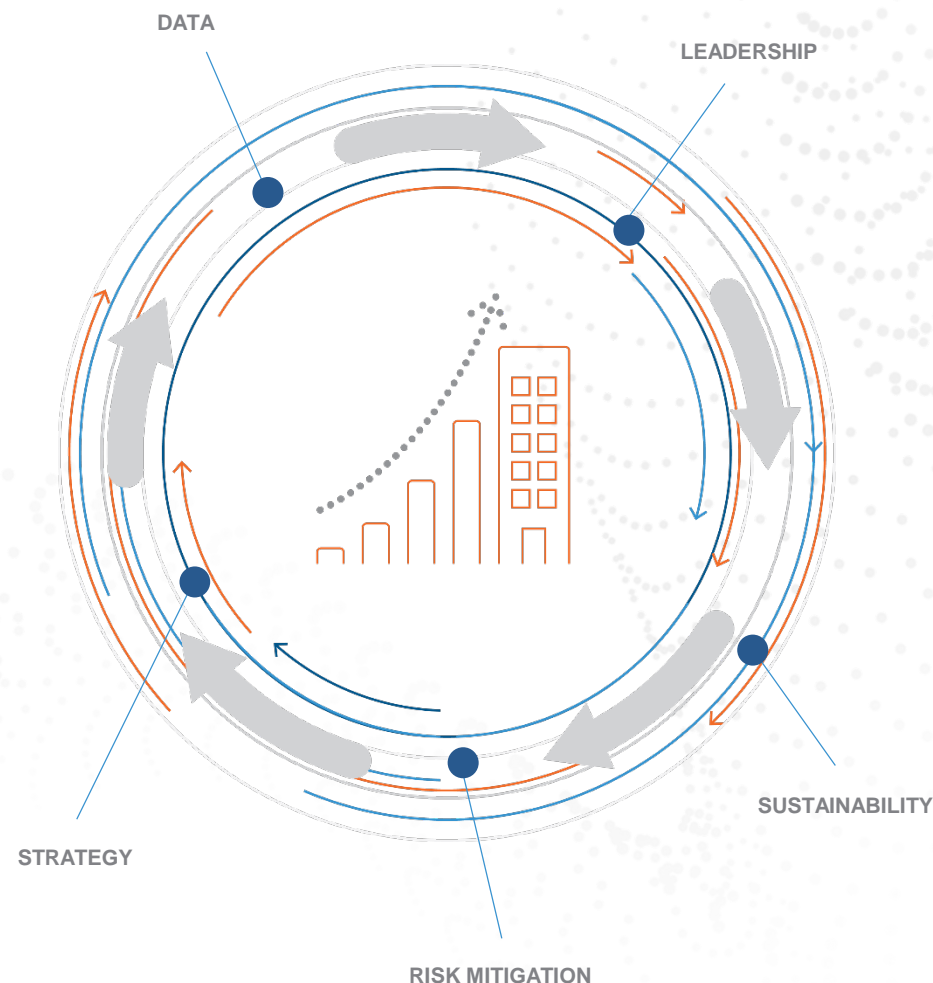 DATA
LEADERSHIP
SUSTAINABILITY
STRATEGY
RISK MITIGATION